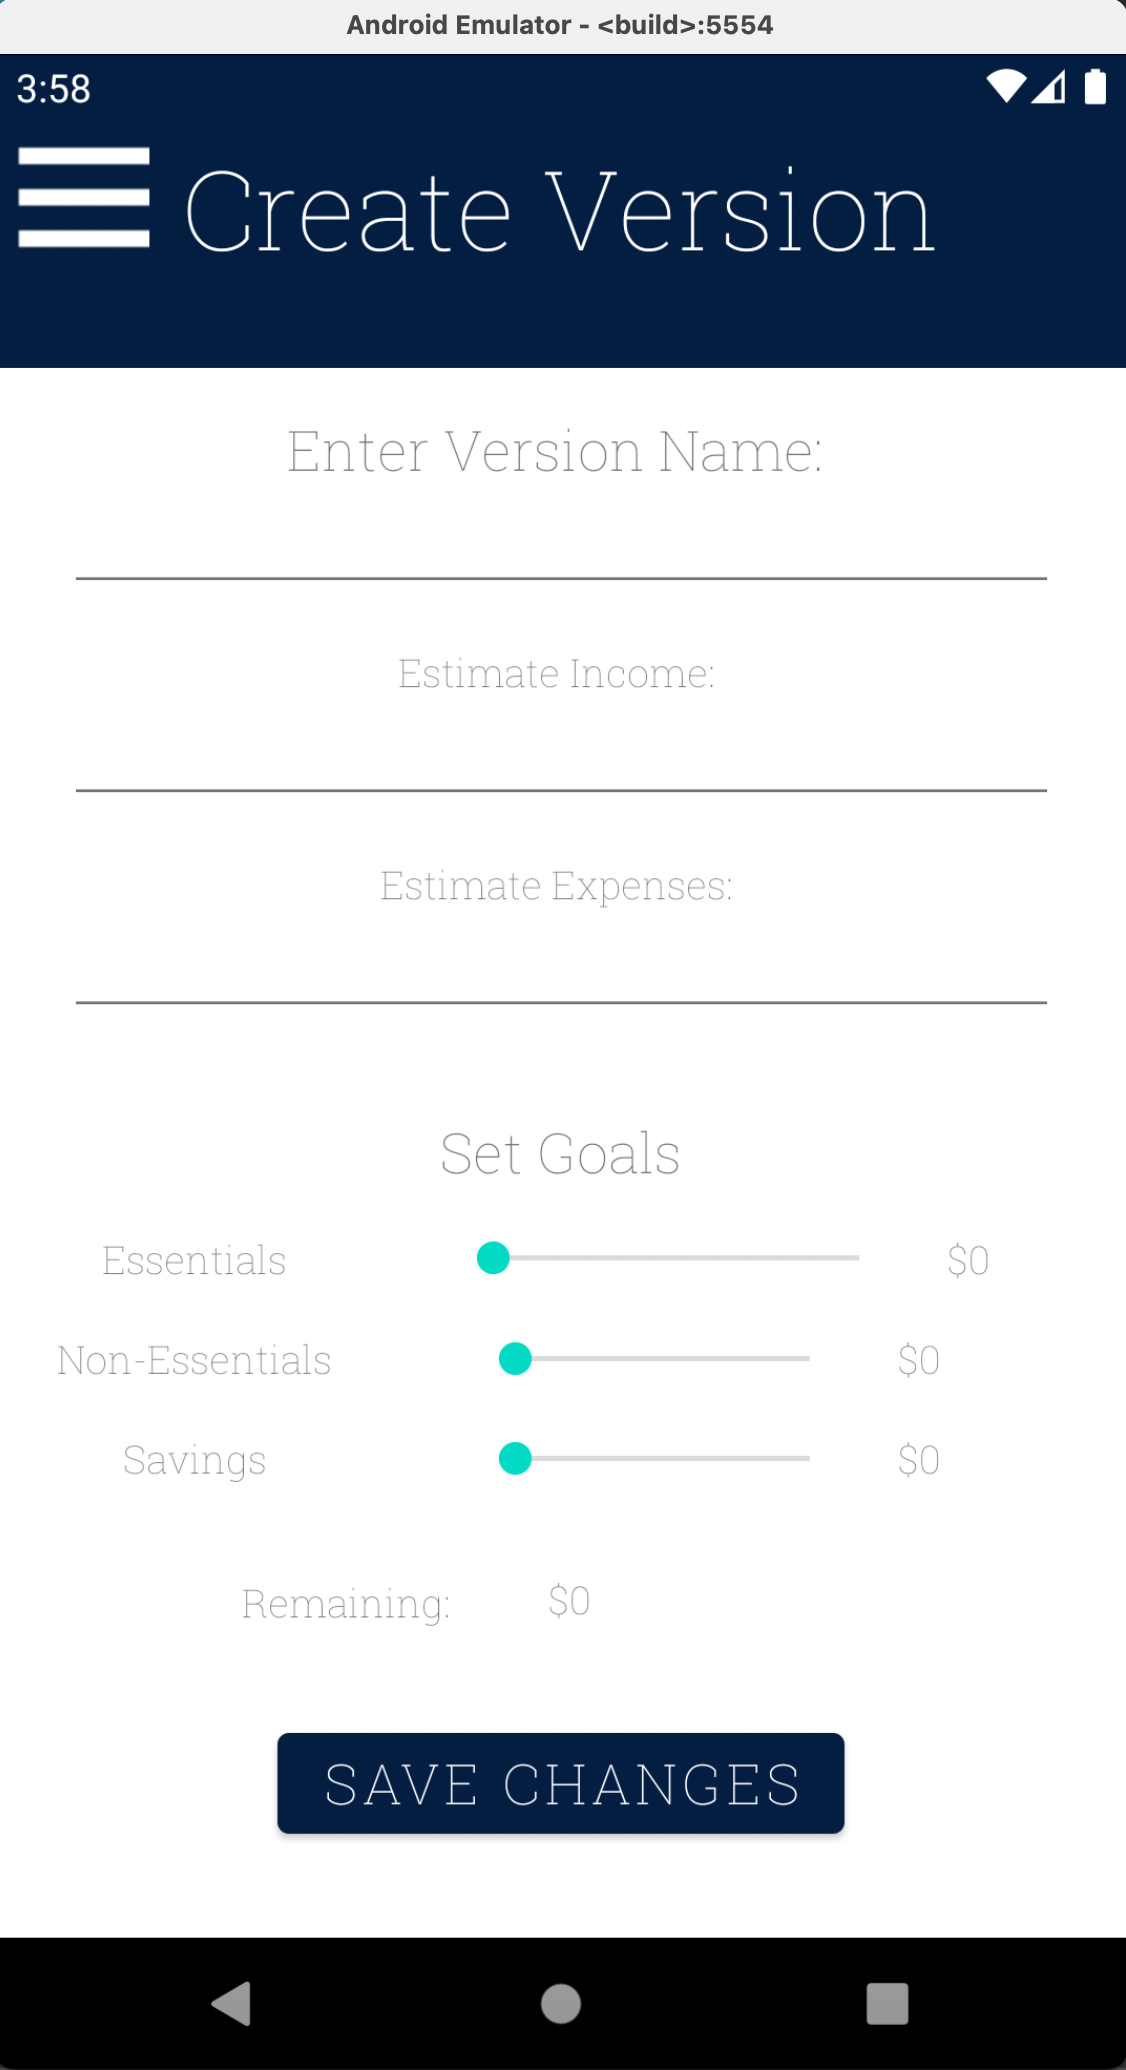 Android Emulator - <build>:5554
3:58
Create Version
Enter Version Name:
Estimate Income:
Estimate Expenses:
Set Goals
Essentials $0
Non-Essentials $0
Savings $0
Remaining: $0
SAVE CHANGES